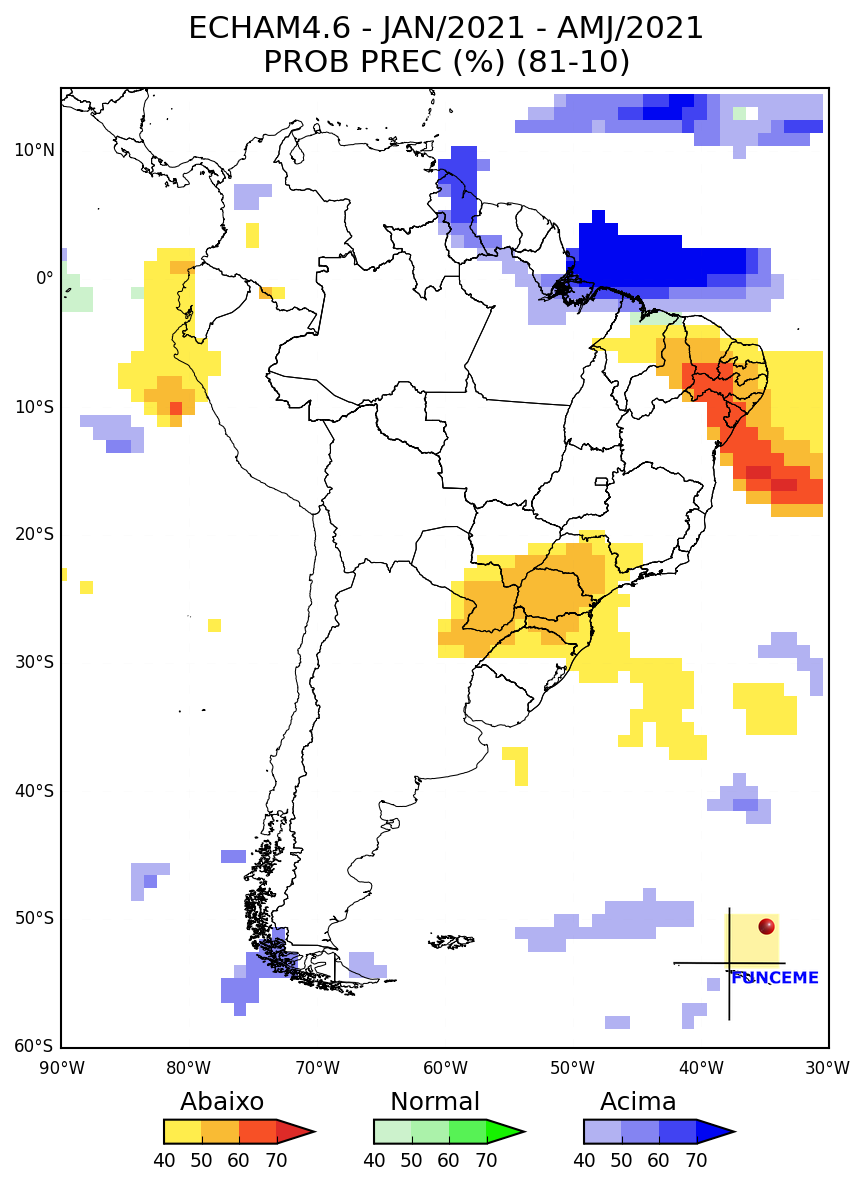 ECHAM4.6 - JAN/2021 - AMJ/2021
PROB PREC (%) (81-10)
10°N
0°
10°S
20°S
30°S
40°S
50°S
60°S
90°W 80°W 70°W 60°W 50°W 40°W 30°W
FUNCEME
Abaixo Normal Acima
40 50 60 70 40 50 60 70 40 50 60 70